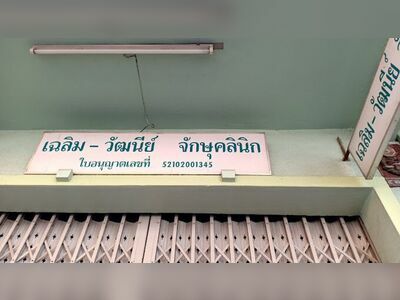 เฉลิม - วัฒนีย์ จักษุคลินิก
ใบอนุญาตเลขที่ 52102001345
เฉลิม - วัฒนีย์